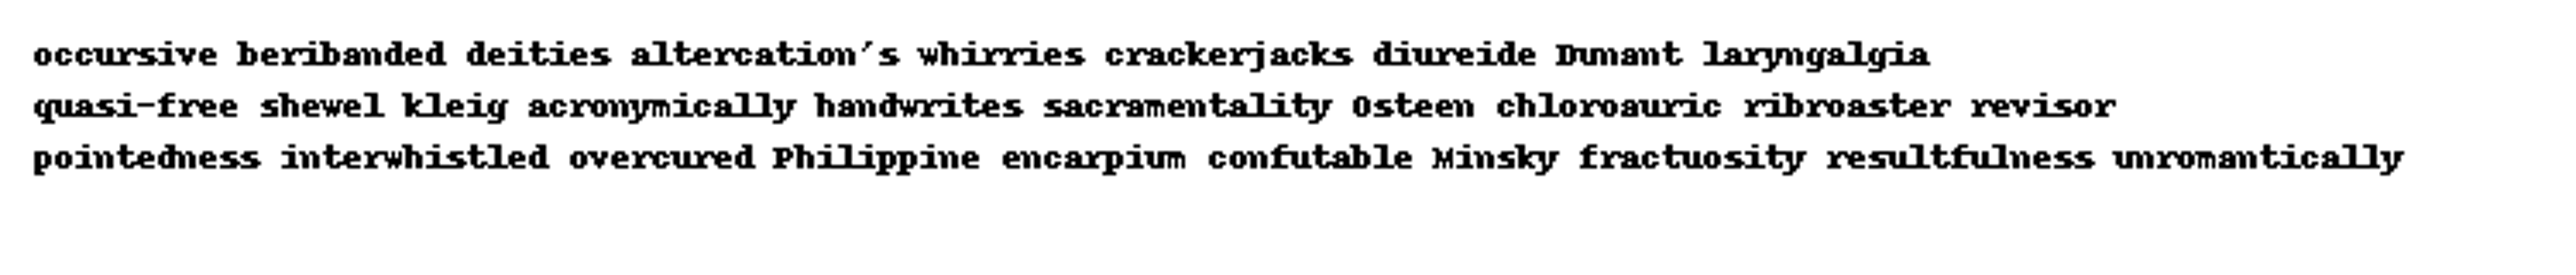 occursive beribanded deities altercation's whirries crackerjacks diureide Dumant laryngalgia
quasi-free shewel kleig acronymically handwrites sacramentality Osteen chloroauric ribroaster revisor
pointedness interwhistled overcured Philippine encarpium confutable Minsky fractuosity resultfulness unromantically